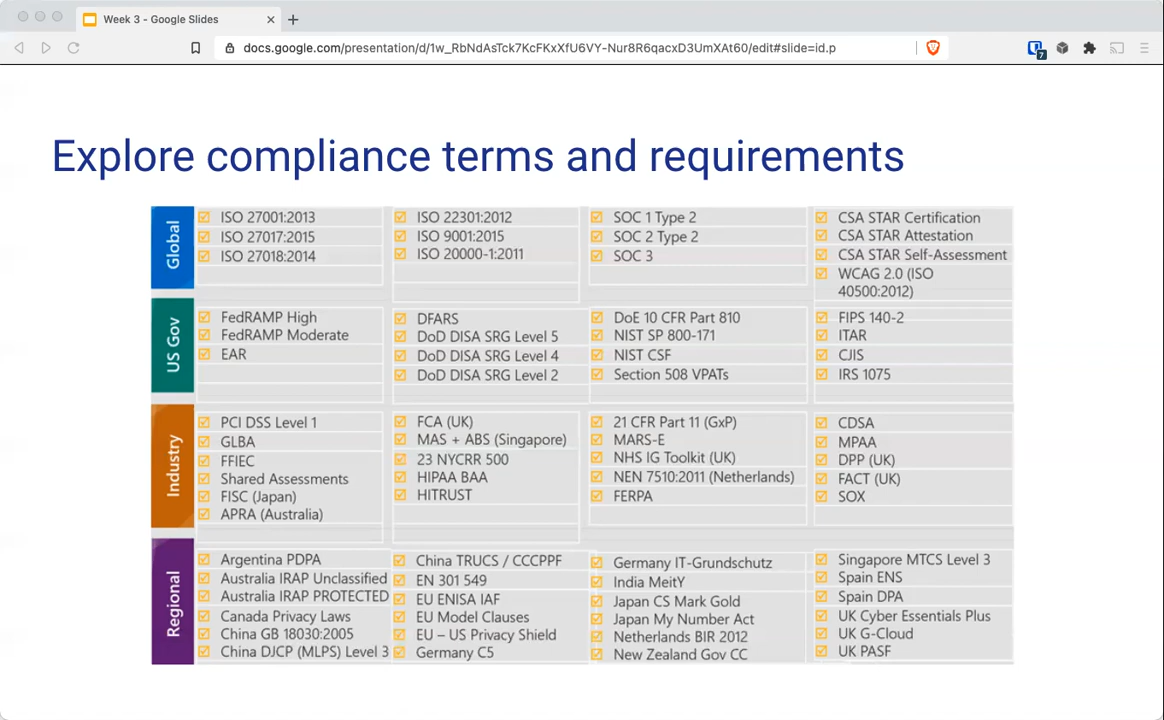 Week 3 - Google Slides
docs.google.com/presentation/d/1w_RbNdAsTck7KcFKxXfU6VY-Nur8R6qacxD3UmXAt60/edit#slide=id.p
7
Explore compliance terms and requirements
Global
ISO 27001:2013
ISO 27017:2015
ISO 27018:2014
ISO 22301:2012
ISO 9001:2015
ISO 20000-1:2011
SOC 1 Type 2
SOC 2 Type 2
SOC 3
CSA STAR Certification
CSA STAR Attestation
CSA STAR Self-Assessment
WCAG 2.0 (ISO
40500:2012)
US Gov
FedRAMP High
FedRAMP Moderate
EAR
DFARS
DoD DISA SRG Level 5
DoD DISA SRG Level 4
DoD DISA SRG Level 2
DoE 10 CFR Part 810
NIST SP 800-171
NIST CSF
Section 508 VPATs
FIPS 140-2
ITAR
CJIS
IRS 1075
Industry
PCI DSS Level 1
GLBA
FFIEC
Shared Assessments
FISC (Japan)
APRA (Australia)
FCA (UK)
MAS + ABS (Singapore)
23 NYCRR 500
HIPAA BAA
HITRUST
21 CFR Part 11 (GxP)
MARS-E
NHS IG Toolkit (UK)
NEN 7510:2011 (Netherlands)
FERPA
CDSA
MPAA
DPP (UK)
FACT (UK)
SOX
Regional
Argentina PDPA
Australia IRAP Unclassified
Australia IRAP PROTECTED
Canada Privacy Laws
China GB 18030:2005
China DJCP (MLPS) Level 3
China TRUCS / CCCPPF
EN 301 549
EU ENISA IAF
EU Model Clauses
EU – US Privacy Shield
Germany C5
Germany IT-Grundschutz
India MeitY
Japan CS Mark Gold
Japan My Number Act
Netherlands BIR 2012
New Zealand Gov CC
Singapore MTCS Level 3
Spain ENS
Spain DPA
UK Cyber Essentials Plus
UK G-Cloud
UK PASF